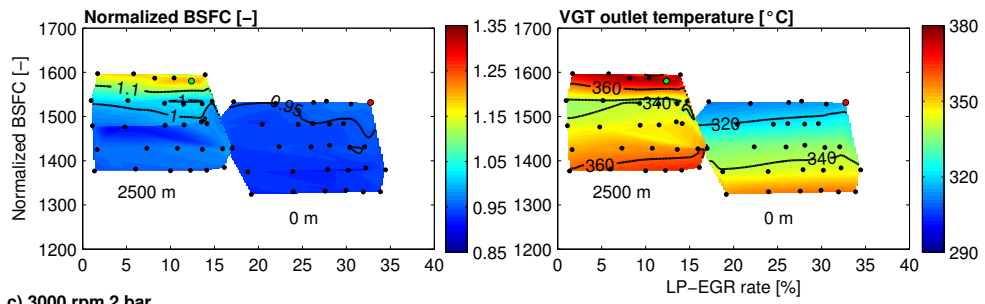 Normalized BSFC [–]
1700
1600
1500
1400
1300
1200
0 5 10 15 20 25 30 35 40
Normalized BSFC [–]
1.1
1
1
0.95
2500 m
0 m
1.35
1.25
1.15
1.05
0.95
0.85
VGT outlet temperature [°C]
1700
1600
1500
1400
1300
1200
0 5 10 15 20 25 30 35 40
LP–EGR rate [%]
360
340
320
360
340
2500 m
0 m
380
350
320
290
c) 3000 rpm 2 bar